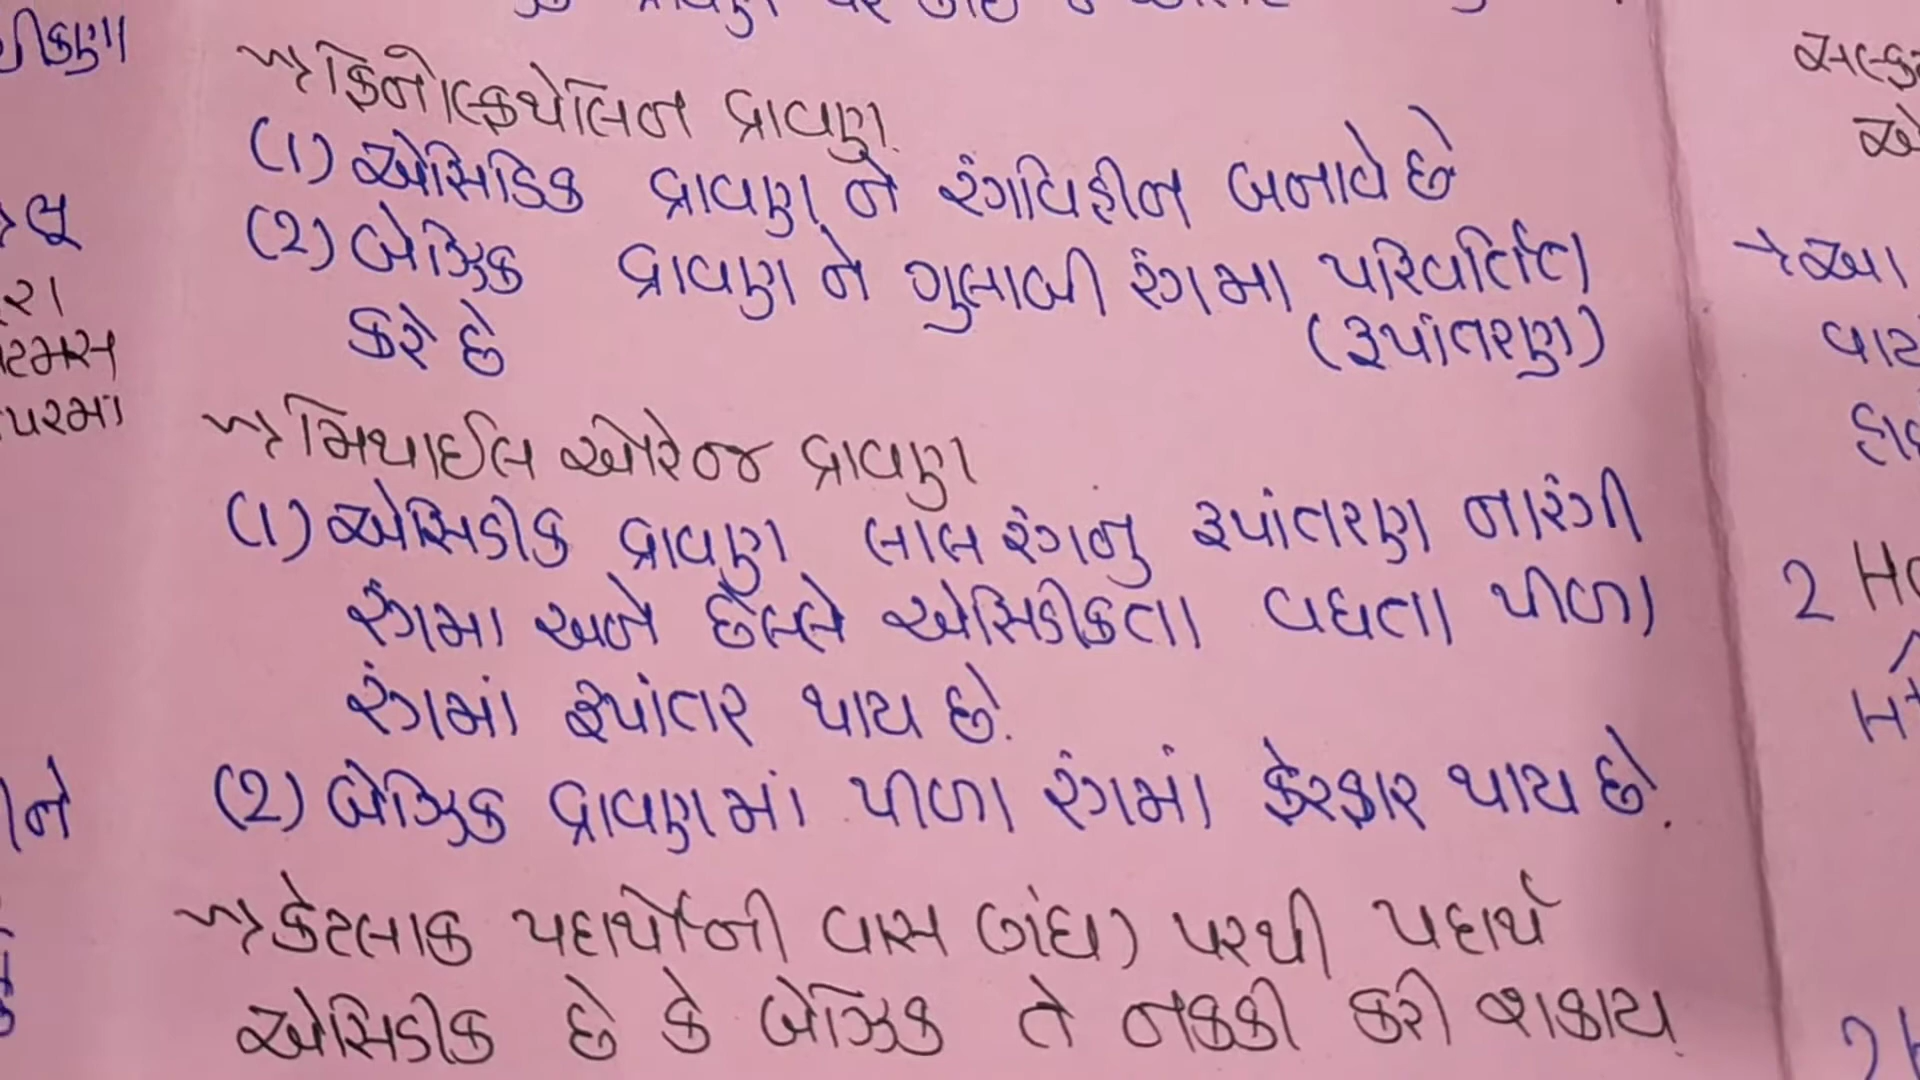 → ફિનોલ્ફથેલિન દ્રાવણ
(1) એસિડિક દ્રાવણ ને રંગવિહીન બનાવે છે
(2) બેઝિક દ્રાવણ ને ગુલાબી રંગમા પરિવર્તિત
કરે છે (રૂપાંતરણ)
→ મિથાઈલ ઓરેન્જ દ્રાવણ
(1) એસિડીક દ્રાવણ લાલ રંગનુ રૂપાંતરણ નારંગી
રંગમા અને છેલ્લે એસિડીકતા વધતા પીળા
રંગમાં રૂપાંતર થાય છે.
(2) બેઝિક દ્રાવણમાં પીળા રંગમાં ફેરફાર થાય છે.
→ કેટલાક પદાર્થોની વાસ (ગંધ) પરથી પદાર્થ
એસિડીક છે કે બેઝિક તે નક્કી કરી શકાય
→ આ
2